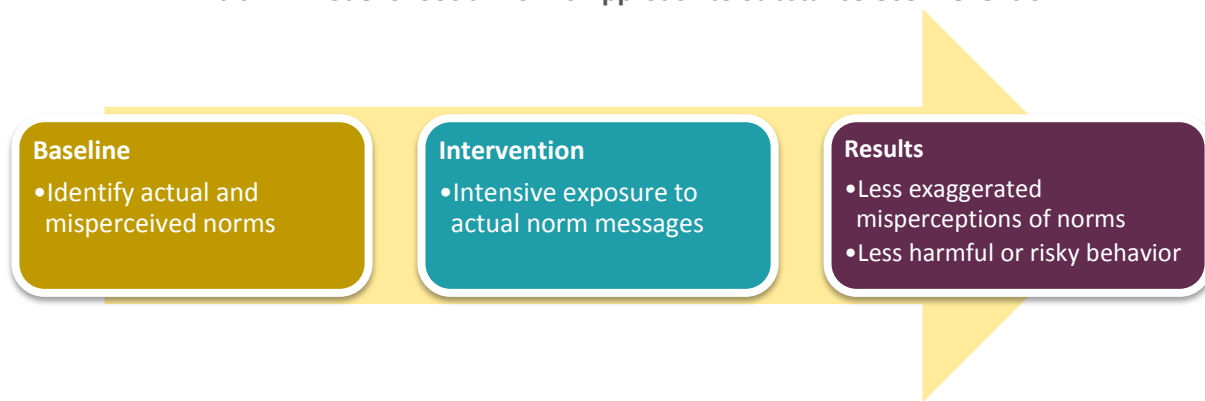 Baseline
•Identify actual and
misperceived norms
Intervention
•Intensive exposure to
actual norm messages
Results
•Less exaggerated
misperceptions of norms
•Less harmful or risky behavior